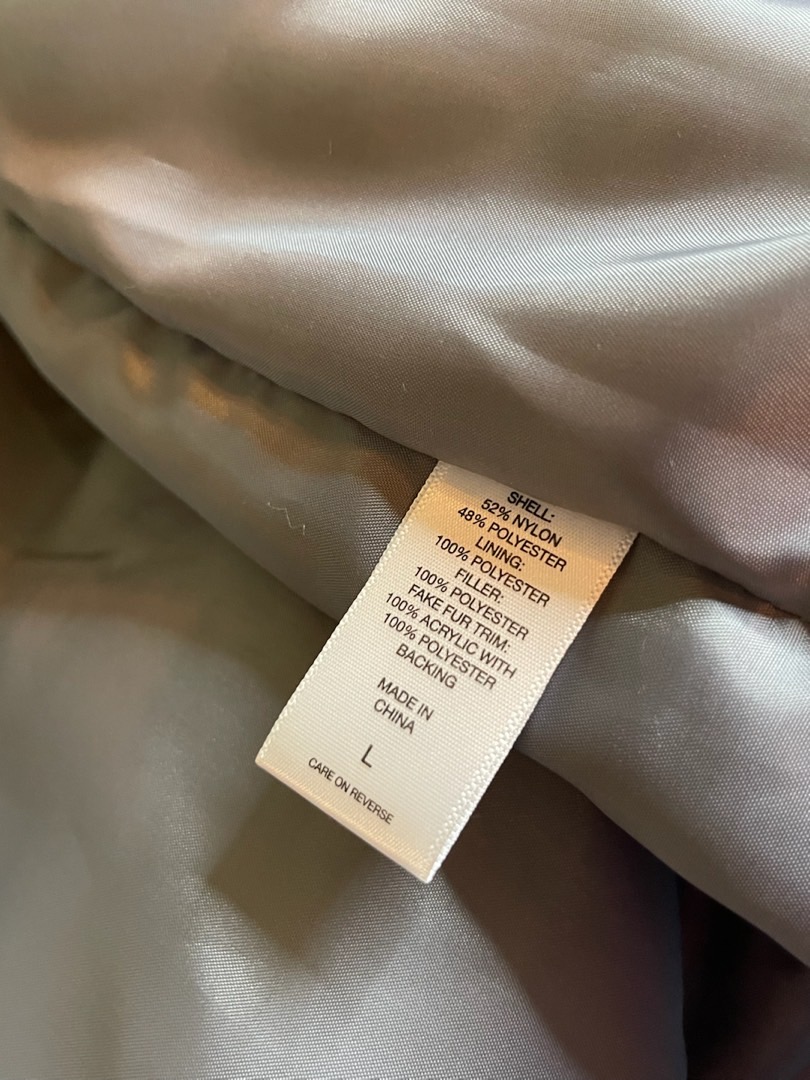 SHELL:
52% NYLON
48% POLYESTER
LINING:
100% POLYESTER
FILLER:
100% POLYESTER
FAKE FUR TRIM:
100% ACRYLIC WITH
100% POLYESTER
BACKING
MADE IN
CHINA
L
CARE ON REVERSE